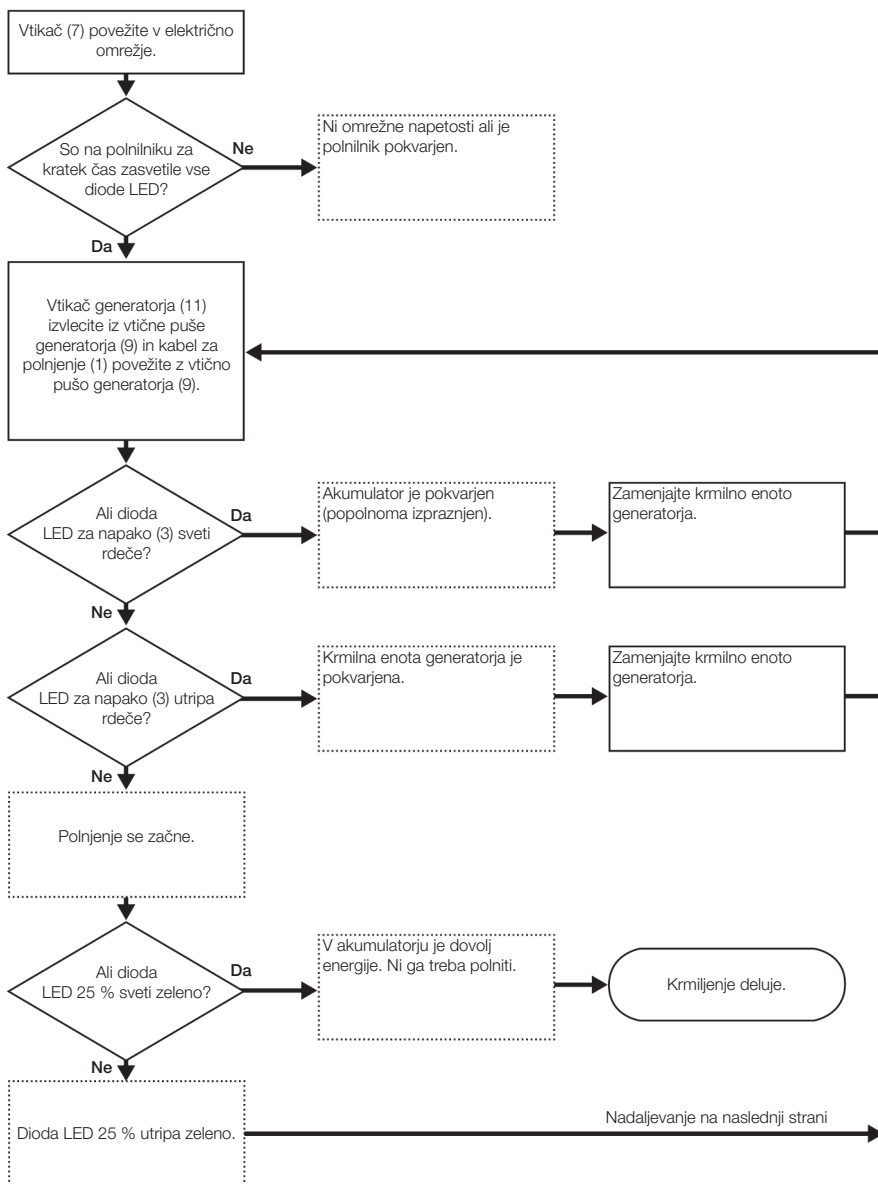 Vtikač (7) povežite v električno
omrežje.
So na polnilniku za
kratek čas zasvetile vse
diode LED?
Ne
Ni omrežne napetosti ali je
polnilnik pokvarjen.
Da
Vtikač generatorja (11)
izvlecite iz vtične puše
generatorja (9) in kabel za
polnjenje (1) povežite z vtično
pušo generatorja (9).
Ali dioda
LED za napako (3) sveti
rdeče?
Da
Akumulator je pokvarjen
(popolnoma izpraznjen).
Zamenjajte krmilno enoto
generatorja.
Ne
Ali dioda
LED za napako (3) utripa
rdeče?
Da
Krmilna enota generatorja je
pokvarjena.
Zamenjajte krmilno enoto
generatorja.
Ne
Polnjenje se začne.
Ali dioda
LED 25 % sveti zeleno?
Da
V akumulatorju je dovolj
energije. Ni ga treba polniti.
Krmiljenje deluje.
Ne
Dioda LED 25 % utripa zeleno.
Nadaljevanje na naslednji strani